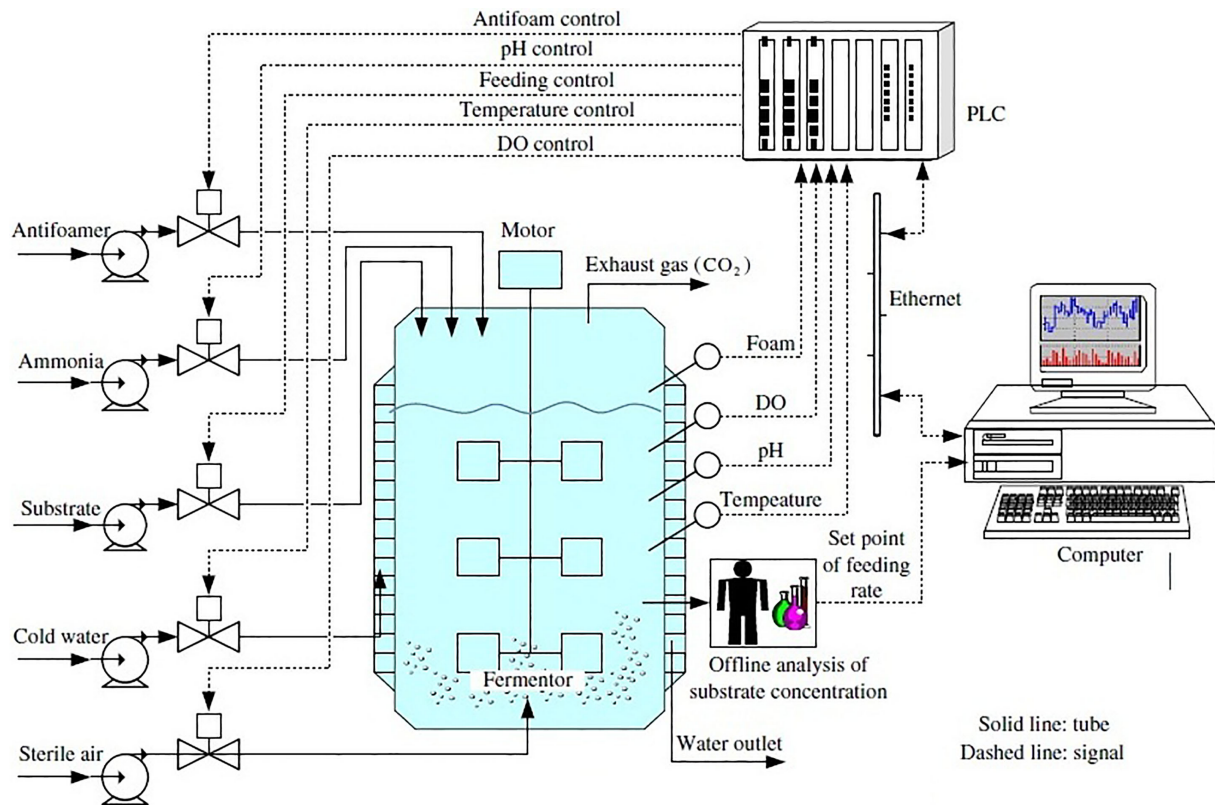 Antifoam control
pH control
Feeding control
Temperature control
DO control
PLC
Antifoamer
Motor
Exhaust gas (CO₂)
Ethernet
Foam
Ammonia
DO
pH
Substrate
Tempeature
Set point
of feeding
rate
Computer
Cold water
Offline analysis of
substrate concentration
Fermentor
Sterile air
Water outlet
Solid line: tube
Dashed line: signal